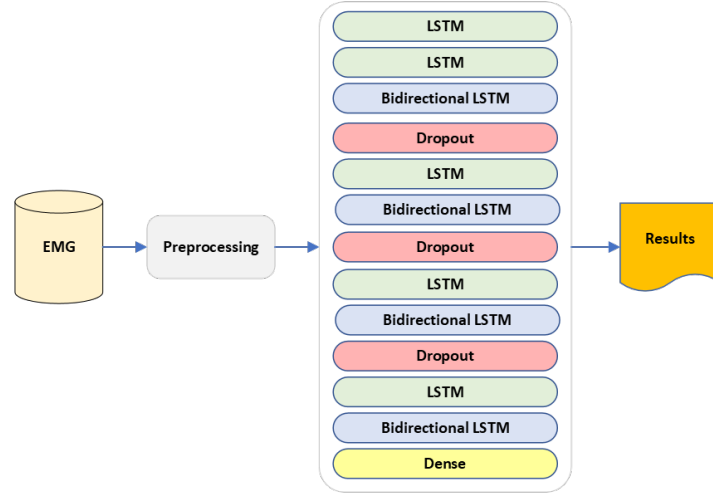 EMG
Preprocessing
LSTM
LSTM
Bidirectional LSTM
Dropout
LSTM
Bidirectional LSTM
Dropout
LSTM
Bidirectional LSTM
Dropout
LSTM
Bidirectional LSTM
Dense
Results